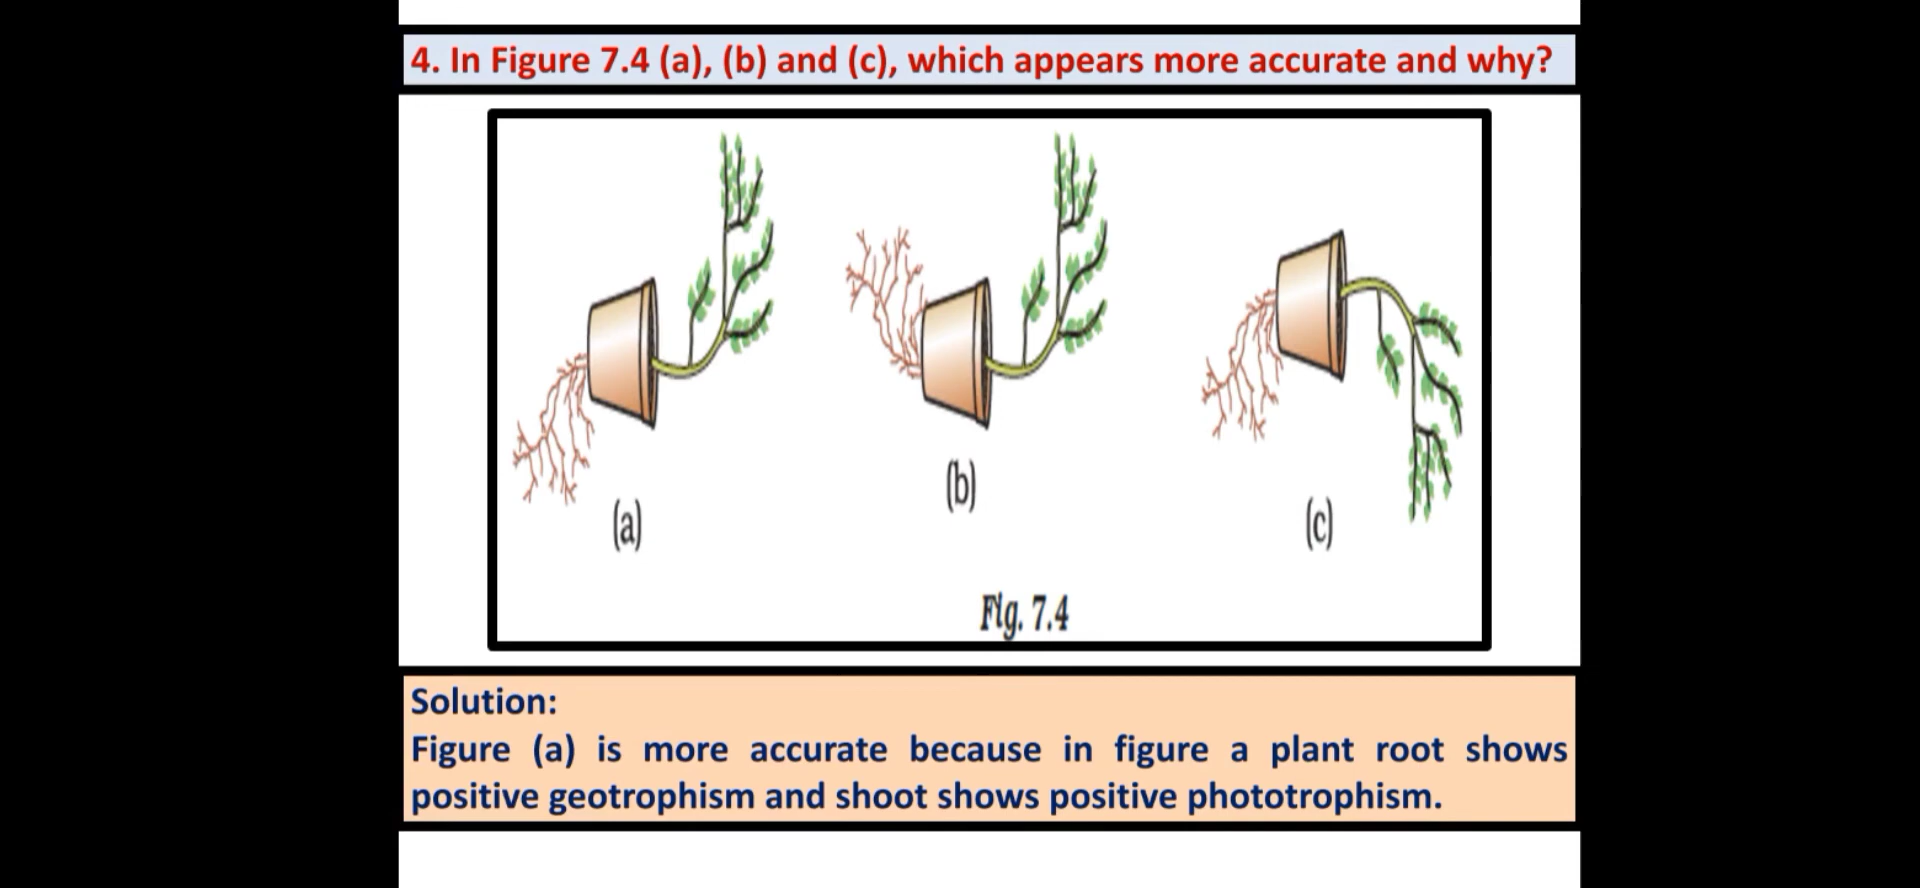 4. In Figure 7.4 (a), (b) and (c), which appears more accurate and why?
(a)
(b)
(c)
Fig. 7.4
Solution:
Figure (a) is more accurate because in figure a plant root shows
positive geotrophism and shoot shows positive phototrophism.